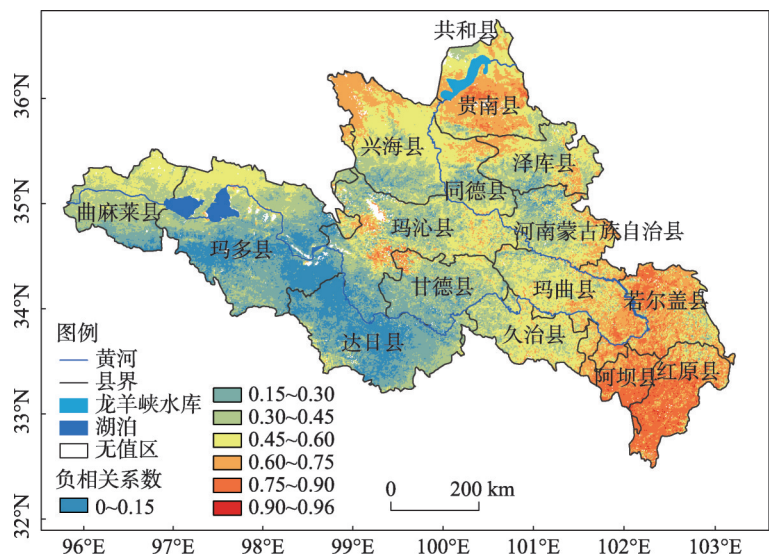 共和县
36°N
贵南县
兴海县
泽库县
35°N
同德县
曲麻莱县
玛沁县
河南蒙古族自治县
玛多县
34°N
甘德县
玛曲县
若尔盖县
图例
达日县
久治县
黄河
县界
阿坝县
红原县
龙羊峡水库
33°N
湖泊
无值区
负相关系数
0~0.15
0.15~0.30
0.30~0.45
0.45~0.60
0.60~0.75
0.75~0.90
0.90~0.96
0 200 km
32°N
96°E 97°E 98°E 99°E 100°E 101°E 102°E 103°E